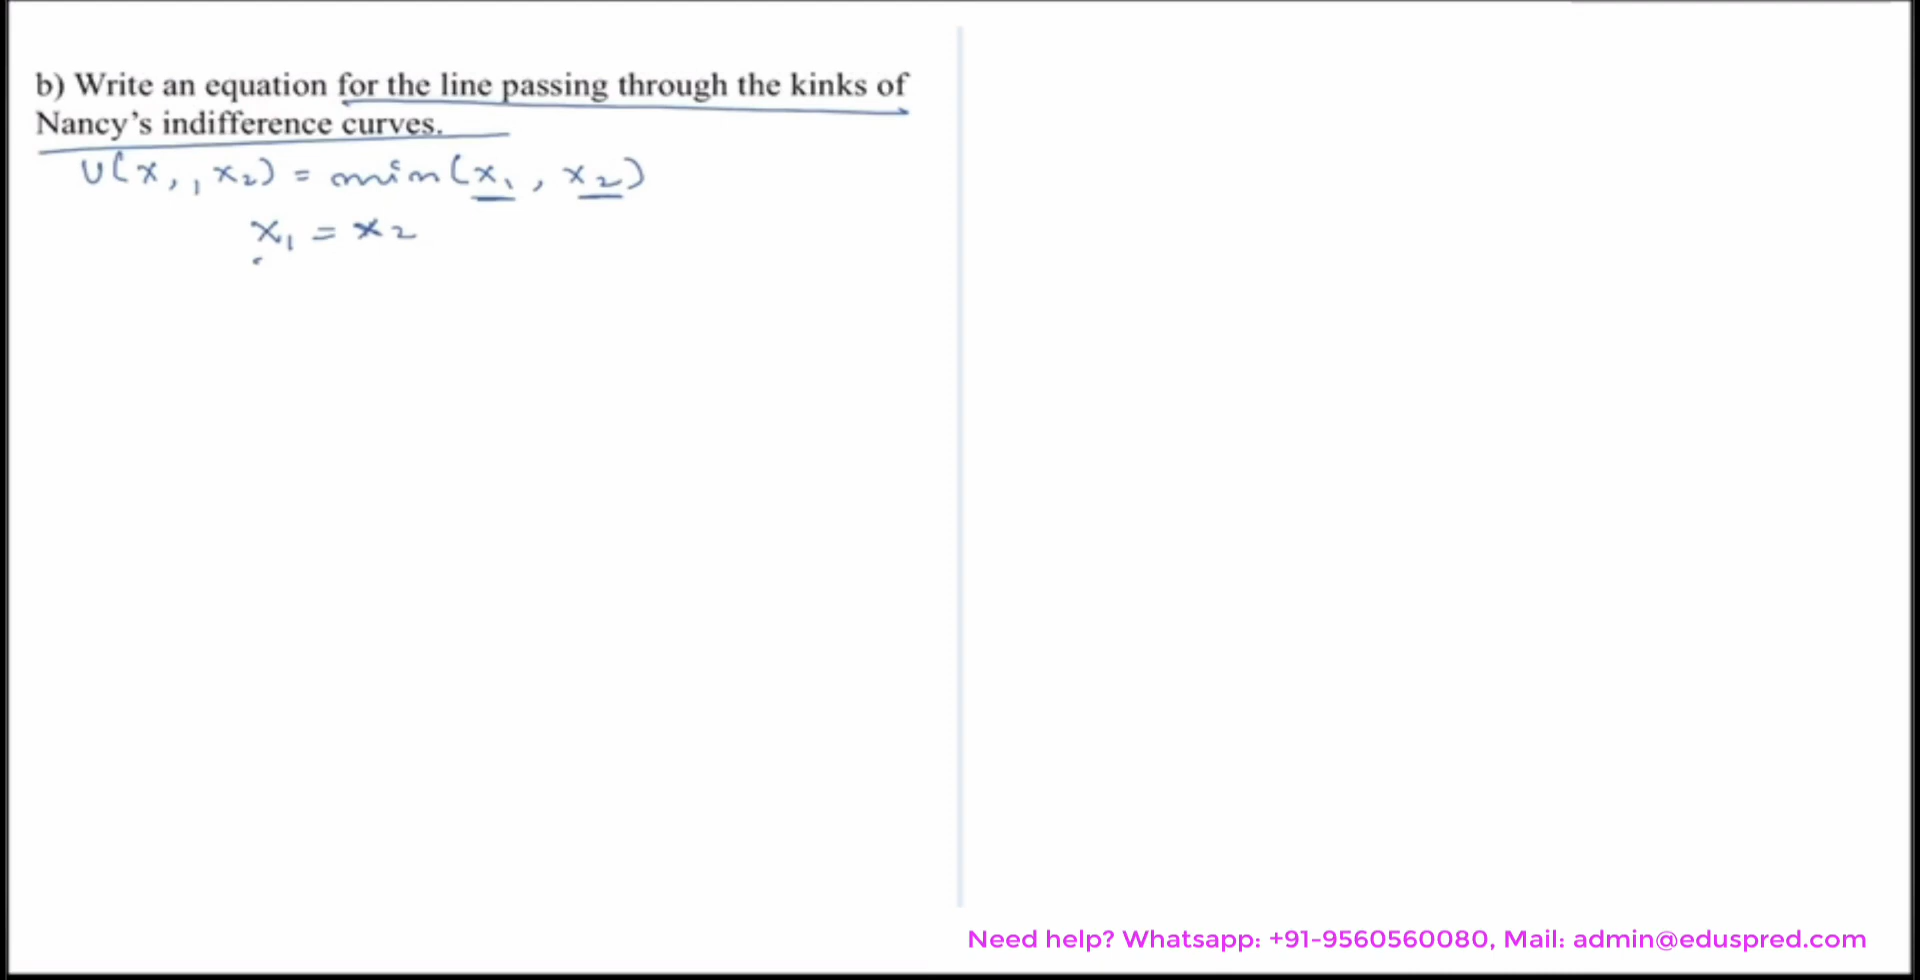 b) Write an equation for the line passing through the kinks of
Nancy's indifference curves.
U(x₁, x₂) = min(x₁, x₂)
x₁ = x₂
Need help? Whatsapp: +91-9560560080, Mail: admin@eduspred.com